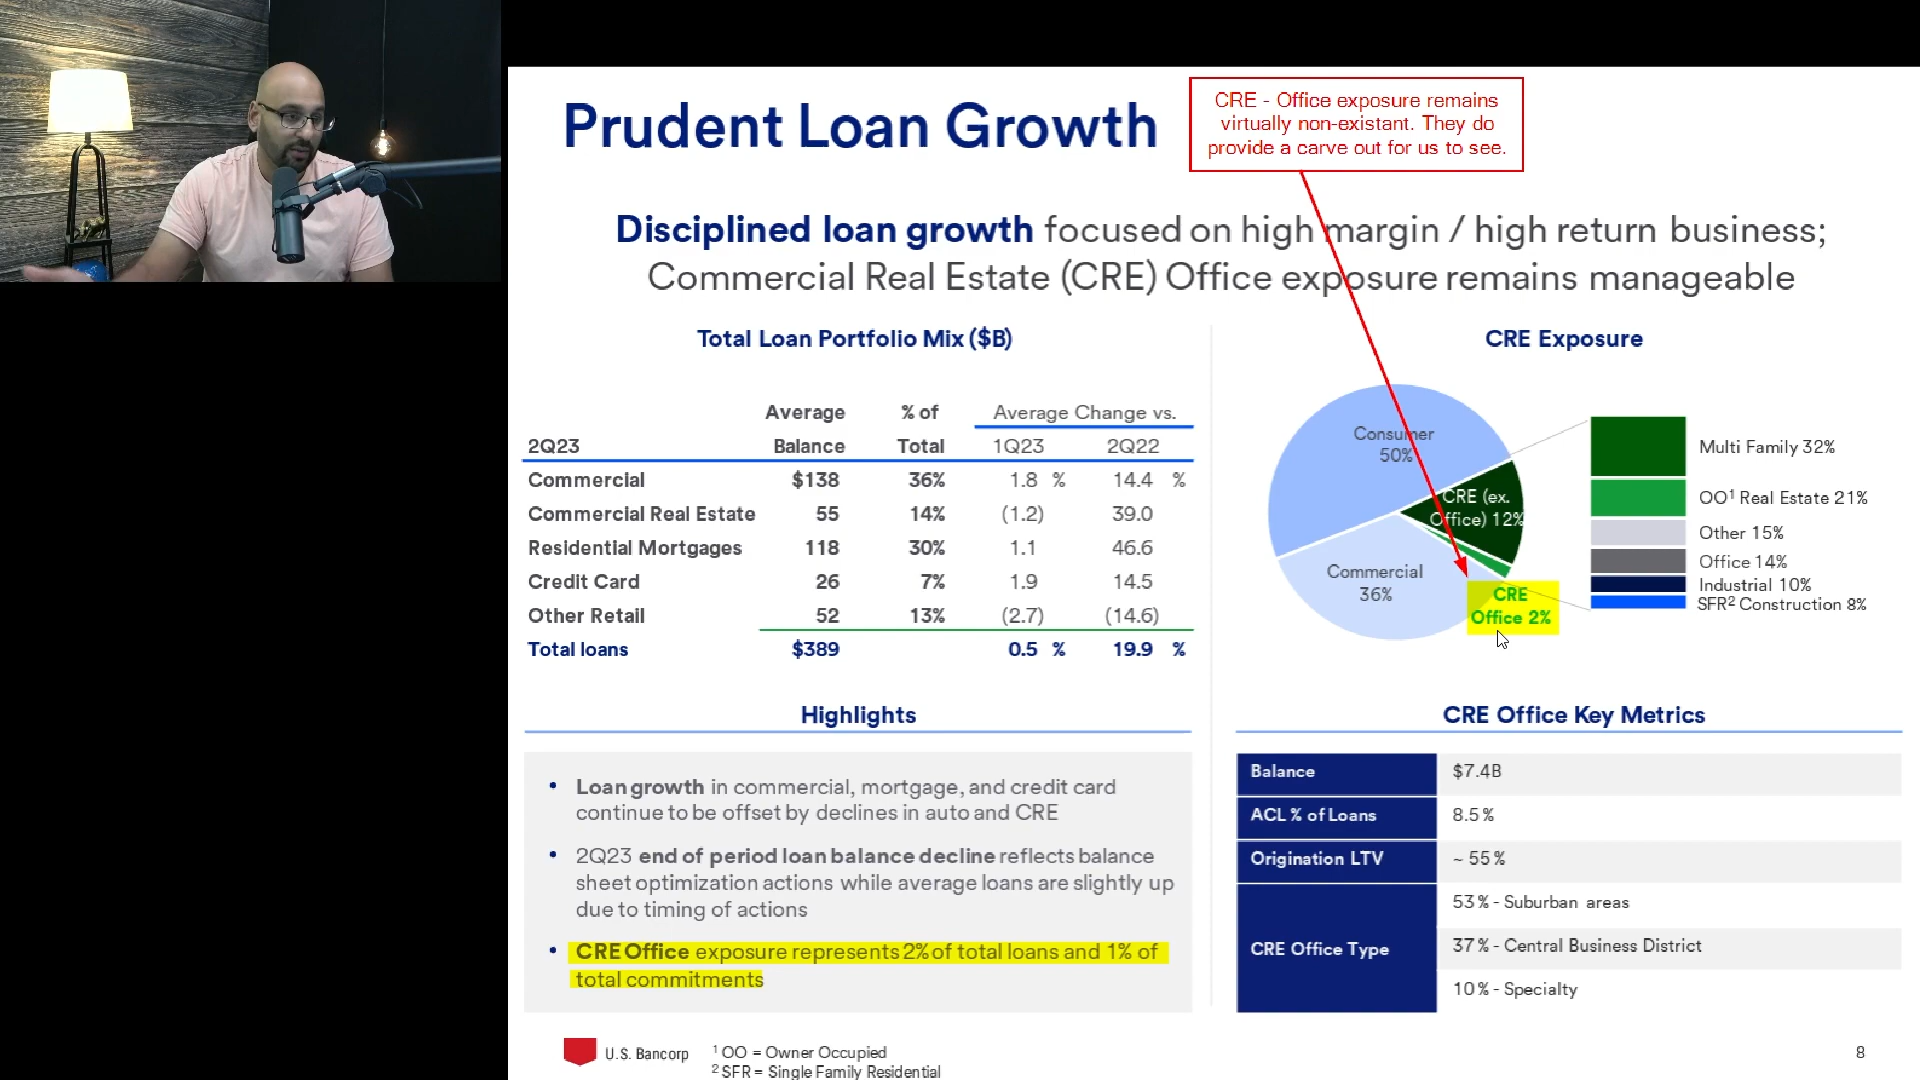 Prudent Loan Growth
CRE - Office exposure remains
virtually non-existant. They do
provide a carve out for us to see.
Disciplined loan growth focused on high margin / high return business;
Commercial Real Estate (CRE) Office exposure remains manageable
Total Loan Portfolio Mix ($B)
Average % of Average Change vs.
2Q23 Balance Total 1Q23 2Q22
Commercial $138 36% 1.8 % 14.4 %
Commercial Real Estate 55 14% (1.2) 39.0
Residential Mortgages 118 30% 1.1 46.6
Credit Card 26 7% 1.9 14.5
Other Retail 52 13% (2.7) (14.6)
Total loans $389 0.5 % 19.9 %
CRE Exposure
Consumer
50%
CRE (ex.
Office) 12%
Commercial
36%
CRE
Office 2%
Multi Family 32%
OO¹ Real Estate 21%
Other 15%
Office 14%
Industrial 10%
SFR² Construction 8%
Highlights
• Loan growth in commercial, mortgage, and credit card
continue to be offset by declines in auto and CRE
• 2Q23 end of period loan balance decline reflects balance
sheet optimization actions while average loans are slightly up
due to timing of actions
• CRE Office exposure represents 2% of total loans and 1% of
total commitments
CRE Office Key Metrics
Balance $7.4B
ACL % of Loans 8.5%
Origination LTV ~ 55%
CRE Office Type
53% - Suburban areas
37% - Central Business District
10% - Specialty
U.S. Bancorp
¹ OO = Owner Occupied
² SFR = Single Family Residential
8